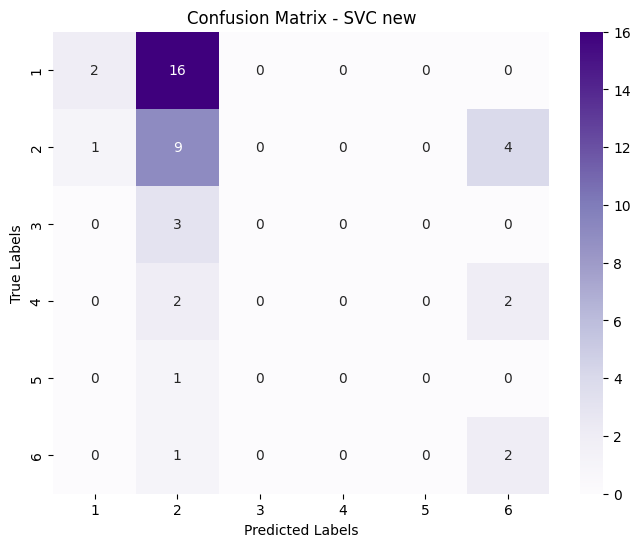 Confusion Matrix - SVC new
True Labels
1 2 16 0 0 0 0
2 1 9 0 0 0 4
3 0 3 0 0 0 0
4 0 2 0 0 0 2
5 0 1 0 0 0 0
6 0 1 0 0 0 2
1 2 3 4 5 6
Predicted Labels
16
14
12
10
8
6
4
2
0